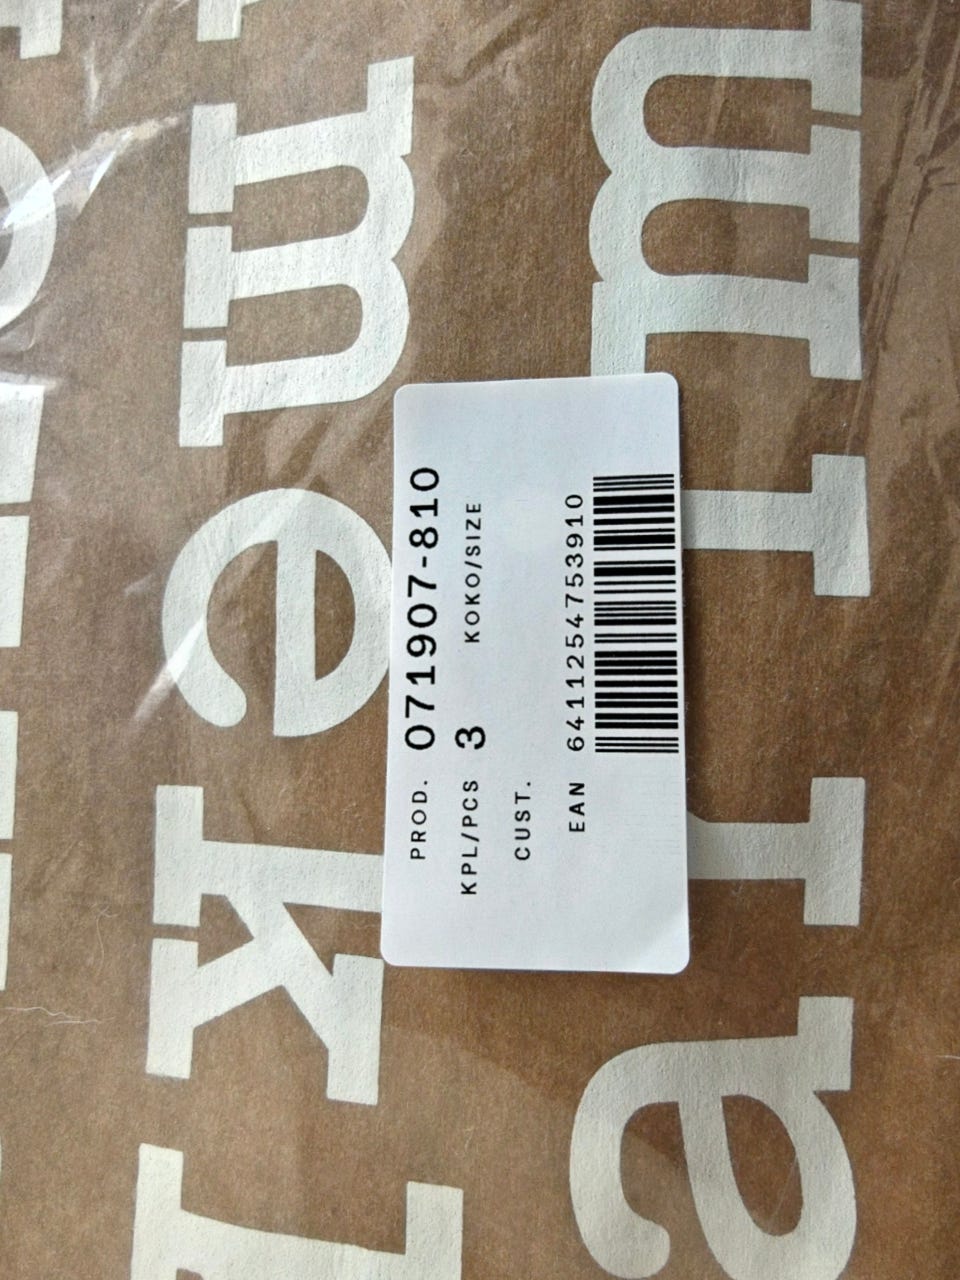 PROD. 071907-810
KPL/PCS 3 KOKO/SIZE
CUST.
EAN 6411254753910